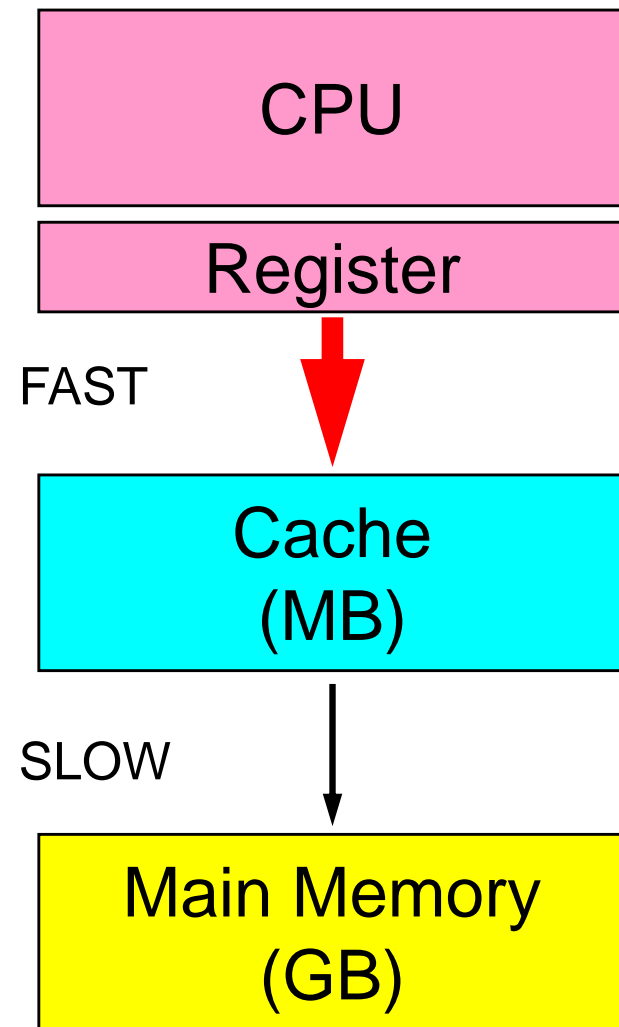 CPU
Register
FAST
Cache
(MB)
SLOW
Main Memory
(GB)